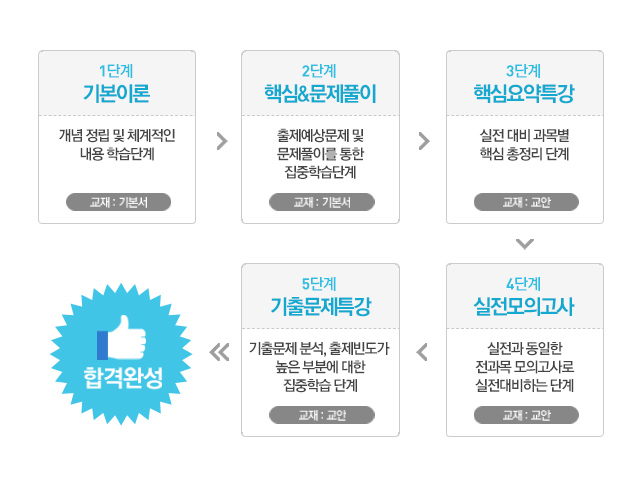 1단계
기본이론
개념 정립 및 체계적인
내용 학습단계
교재 : 기본서
2단계
핵심&문제풀이
출제예상문제 및
문제풀이를 통한
집중학습단계
교재 : 기본서
3단계
핵심요약특강
실전 대비 과목별
핵심 총정리 단계
교재 : 교안
4단계
실전모의고사
실전과 동일한
전과목 모의고사로
실전대비하는 단계
교재 : 교안
5단계
기출문제특강
기출문제 분석, 출제빈도가
높은 부분에 대한
집중학습 단계
교재 : 교안
합격완성